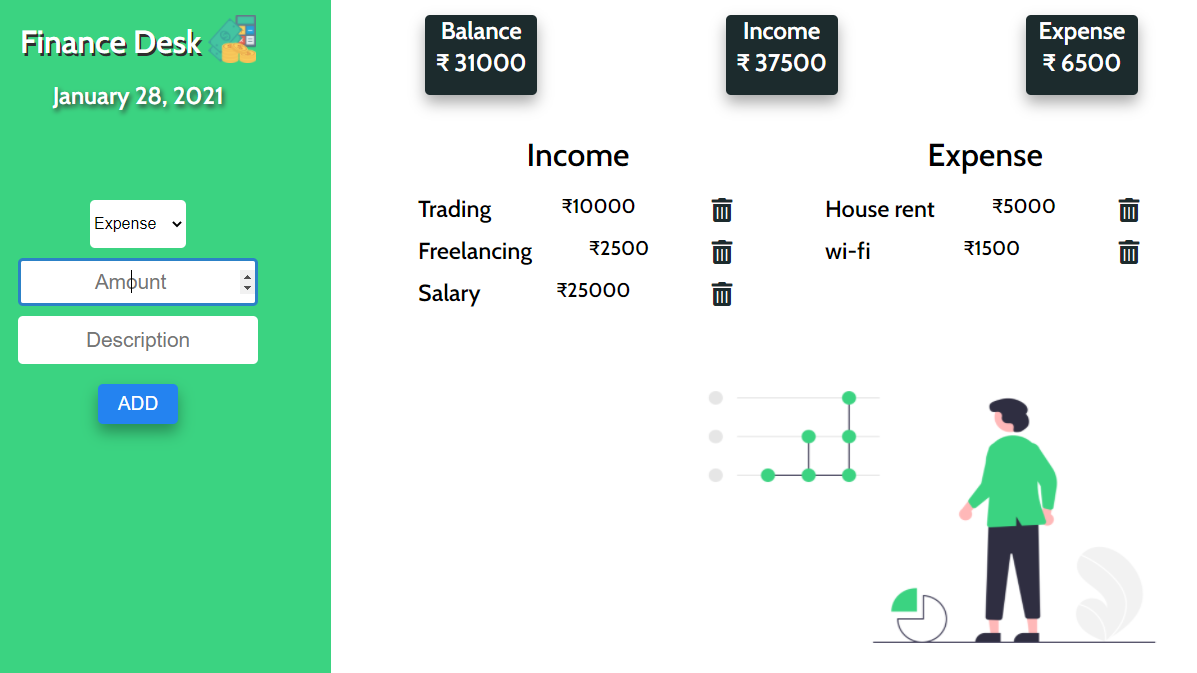 Finance Desk
January 28, 2021
Expense
Amount
Description
ADD
Balance
₹ 31000
Income
₹ 37500
Expense
₹ 6500
Income
Trading ₹10000
Freelancing ₹2500
Salary ₹25000
Expense
House rent ₹5000
wi-fi ₹1500